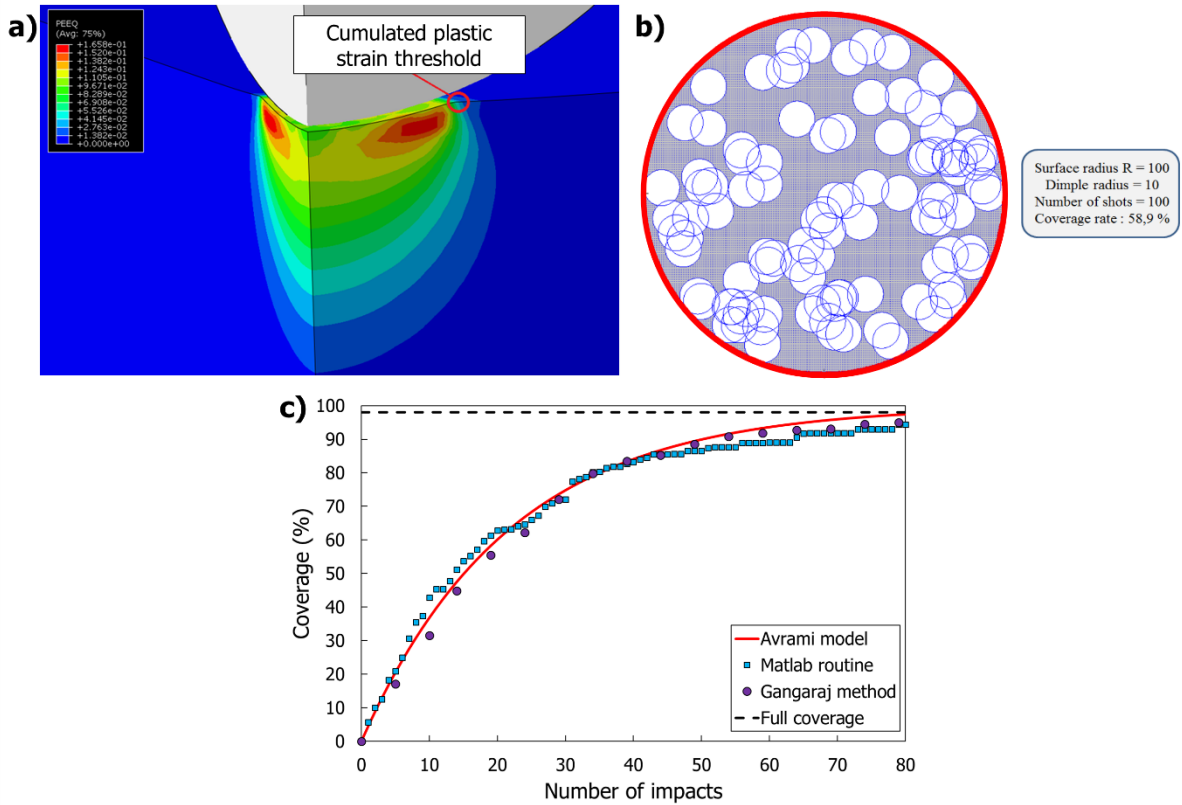 a)
PEEQ
(Avg: 75%)
+1.658e-01
+1.520e-01
+1.382e-01
+1.243e-01
+1.105e-01
+9.671e-02
+8.289e-02
+6.908e-02
+5.526e-02
+4.145e-02
+2.763e-02
+1.382e-02
+0.000e+00
Cumulated plastic
strain threshold
b)
Surface radius R = 100
Dimple radius = 10
Number of shots = 100
Coverage rate : 58,9 %
c)
Coverage (%)
100
90
80
70
60
50
40
30
20
10
0
0 10 20 30 40 50 60 70 80
Number of impacts
Avrami model
Matlab routine
Gangaraj method
Full coverage